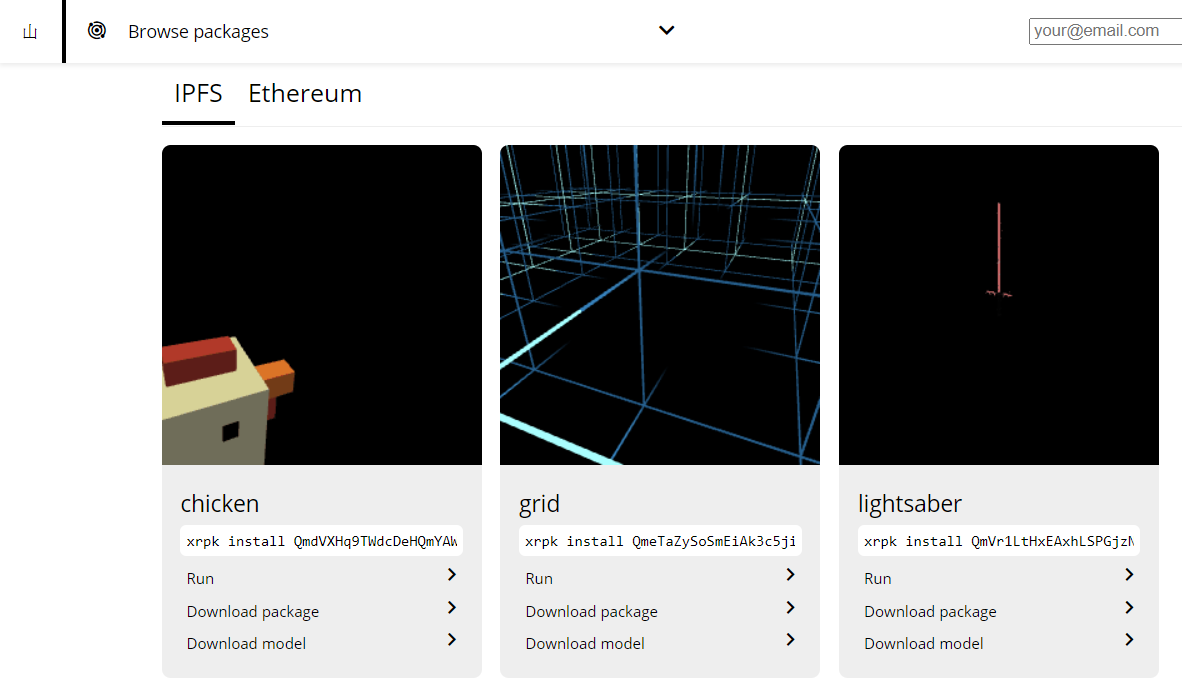 山
Browse packages
your@email.com
IPFS
Ethereum
chicken
xrpk install QmdVXHq9TWdcDeHQmYAW
Run
Download package
Download model
grid
xrpk install QmeTaZySoSmEiAk3c5ji
Run
Download package
Download model
lightsaber
xrpk install QmVr1LtHxEAxhLSPGjzN
Run
Download package
Download model